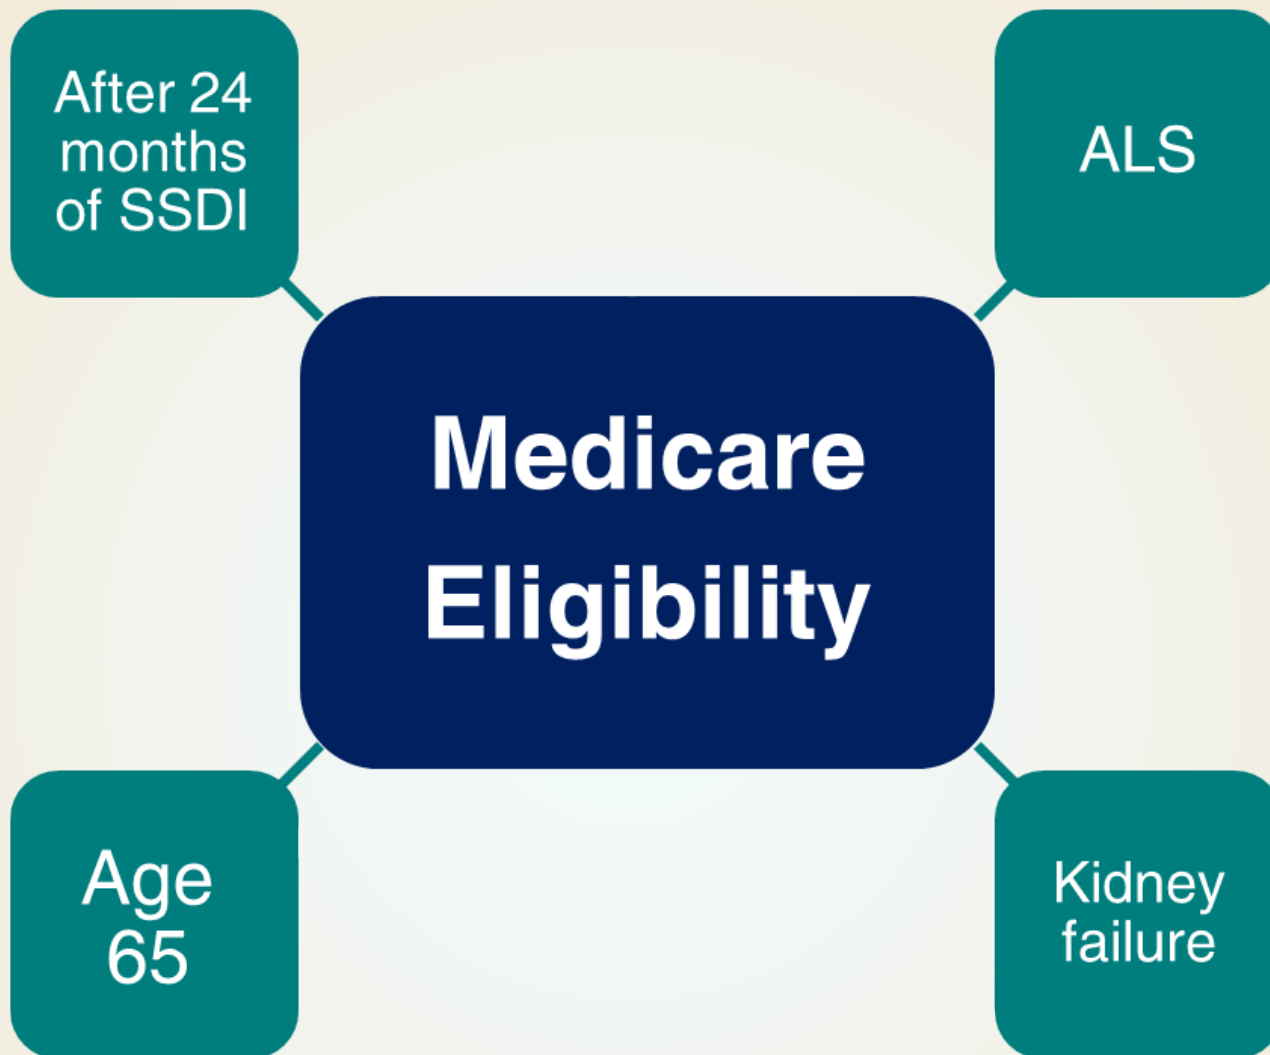 After 24
months
of SSDI
ALS
Medicare
Eligibility
Age
65
Kidney
failure